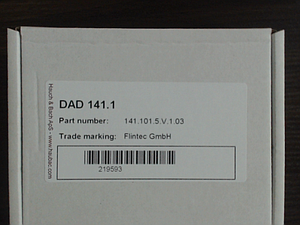 DAD 141.1
Part number: 141.101.5.V.1.03
Trade marking: Flintec GmbH
219593
Hauch & Bach ApS - www.haubac.com